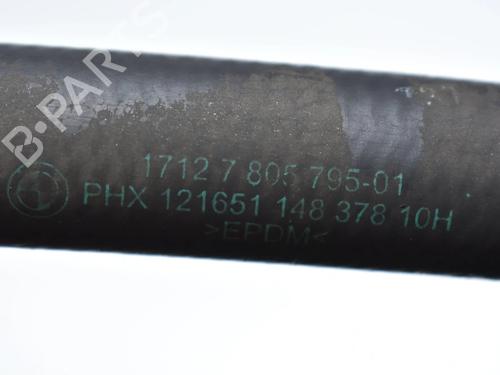 B-PARTS
1712 7 805 795-01
PHX 121651 148 378 10H
>EPDM<